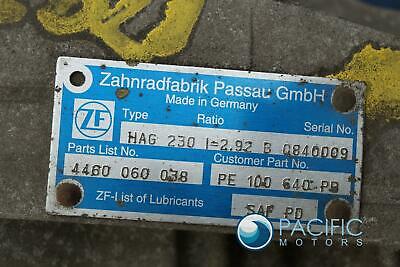 Zahnradfabrik Passau GmbH
Made in Germany
ZF
Type Ratio Serial No.
HAG 230 I=2.92 B 0840009
Parts List No. Customer Part No.
4460 060 038 PE 100 640-PB
ZF-List of Lubricants SAF PD
PACIFIC
MOTORS